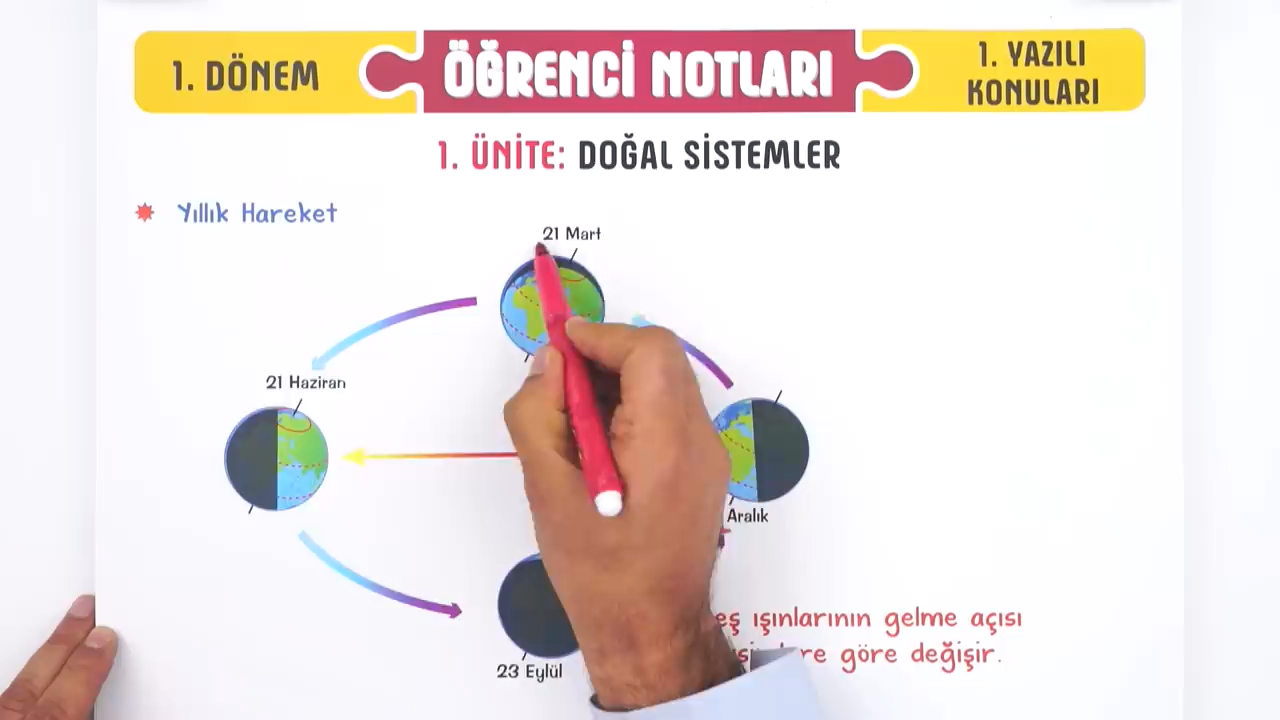 1. DÖNEM
ÖĞRENCİ NOTLARI
1. YAZILI
KONULARI
1. ÜNİTE: DOĞAL SİSTEMLER
Yıllık Hareket
21 Mart
21 Haziran
Aralık
23 Eylül
ışınlarının gelme açısı
göre değişir.